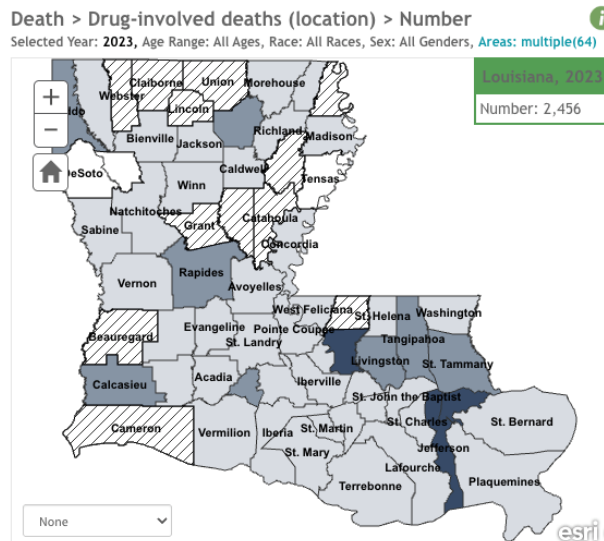 Death > Drug-involved deaths (location) > Number
Selected Year: 2023, Age Range: All Ages, Race: All Races, Sex: All Genders, Areas: multiple(64)
Louisiana, 2023
Number: 2,456
+
−
Claiborne
Union
Morehouse
Webster
Lincoln
ddo
Bienville
Jackson
Richland
Madison
DeSoto
Caldwel
Tensas
Winn
Natchitoches
Grant
Catahoula
Sabine
Concordia
Rapides
Vernon
Avoyelles
West Feliciana
St. Helena
Washington
Beauregard
Evangeline
Pointe Coupee
Tangipahoa
St. Landry
Livingston
St. Tammany
Calcasieu
Acadia
Iberville
St. John the Baptist
St. Charles
St. Bernard
Cameron
Vermilion
Iberia
St. Martin
Jefferson
St. Mary
Lafourche
Plaquemines
Terrebonne
None
esri